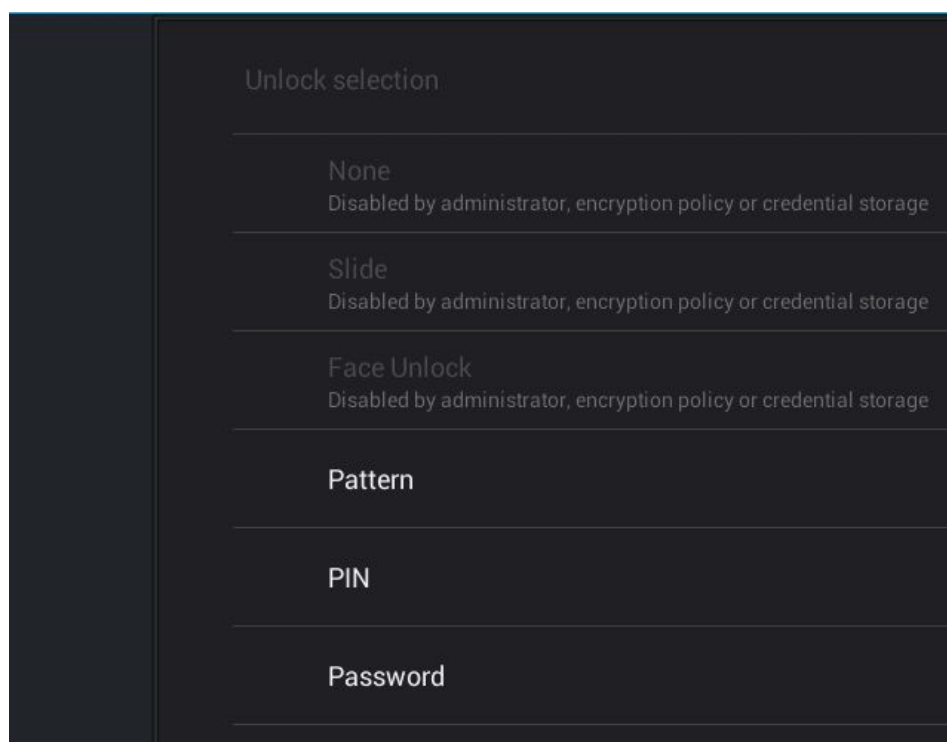 Unlock selection
None
Disabled by administrator, encryption policy or credential storage
Slide
Disabled by administrator, encryption policy or credential storage
Face Unlock
Disabled by administrator, encryption policy or credential storage
Pattern
PIN
Password